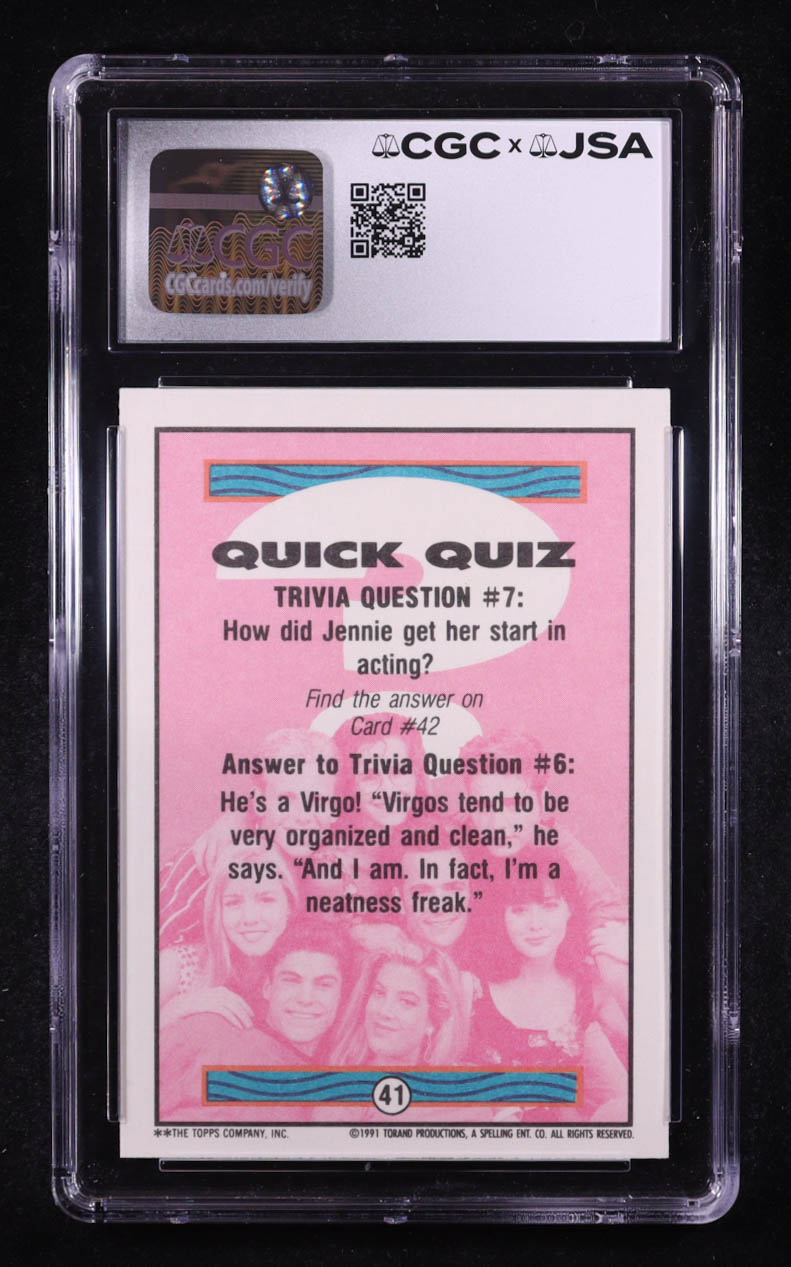 CGC x JSA
CGC
CGCcards.com/verify
QUICK QUIZ
TRIVIA QUESTION #7:
How did Jennie get her start in
acting?
Find the answer on
Card #42
Answer to Trivia Question #6:
He's a Virgo! “Virgos tend to be
very organized and clean,” he
says. “And I am. In fact, I'm a
neatness freak.”
41
**THE TOPPS COMPANY, INC. ©1991 TORAND PRODUCTIONS, A SPELLING ENT. CO. ALL RIGHTS RESERVED.